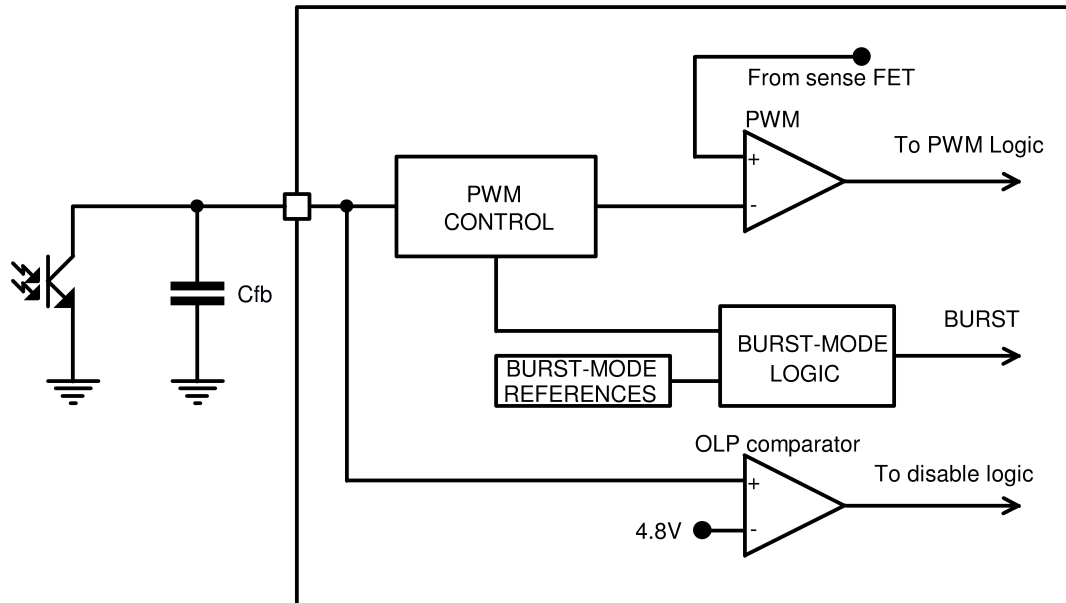 From sense FET
PWM
+
-
To PWM Logic
PWM
CONTROL
Cfb
BURST
BURST-MODE
LOGIC
BURST-MODE
REFERENCES
OLP comparator
+
-
4.8V
To disable logic